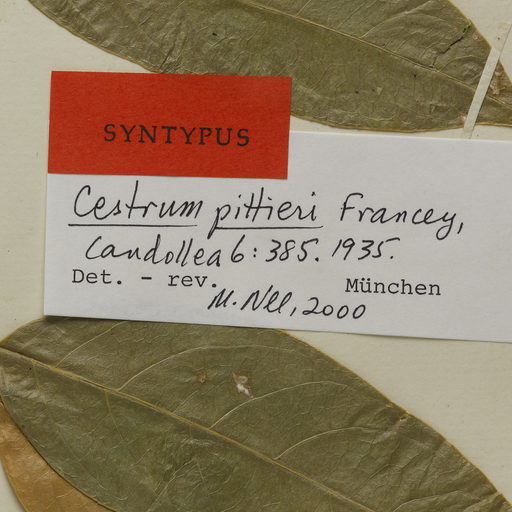 SYNTYPUS
Cestrum pittieri Francey,
Candollea 6: 385. 1935.
Det. - rev. München
M. Nee, 2000